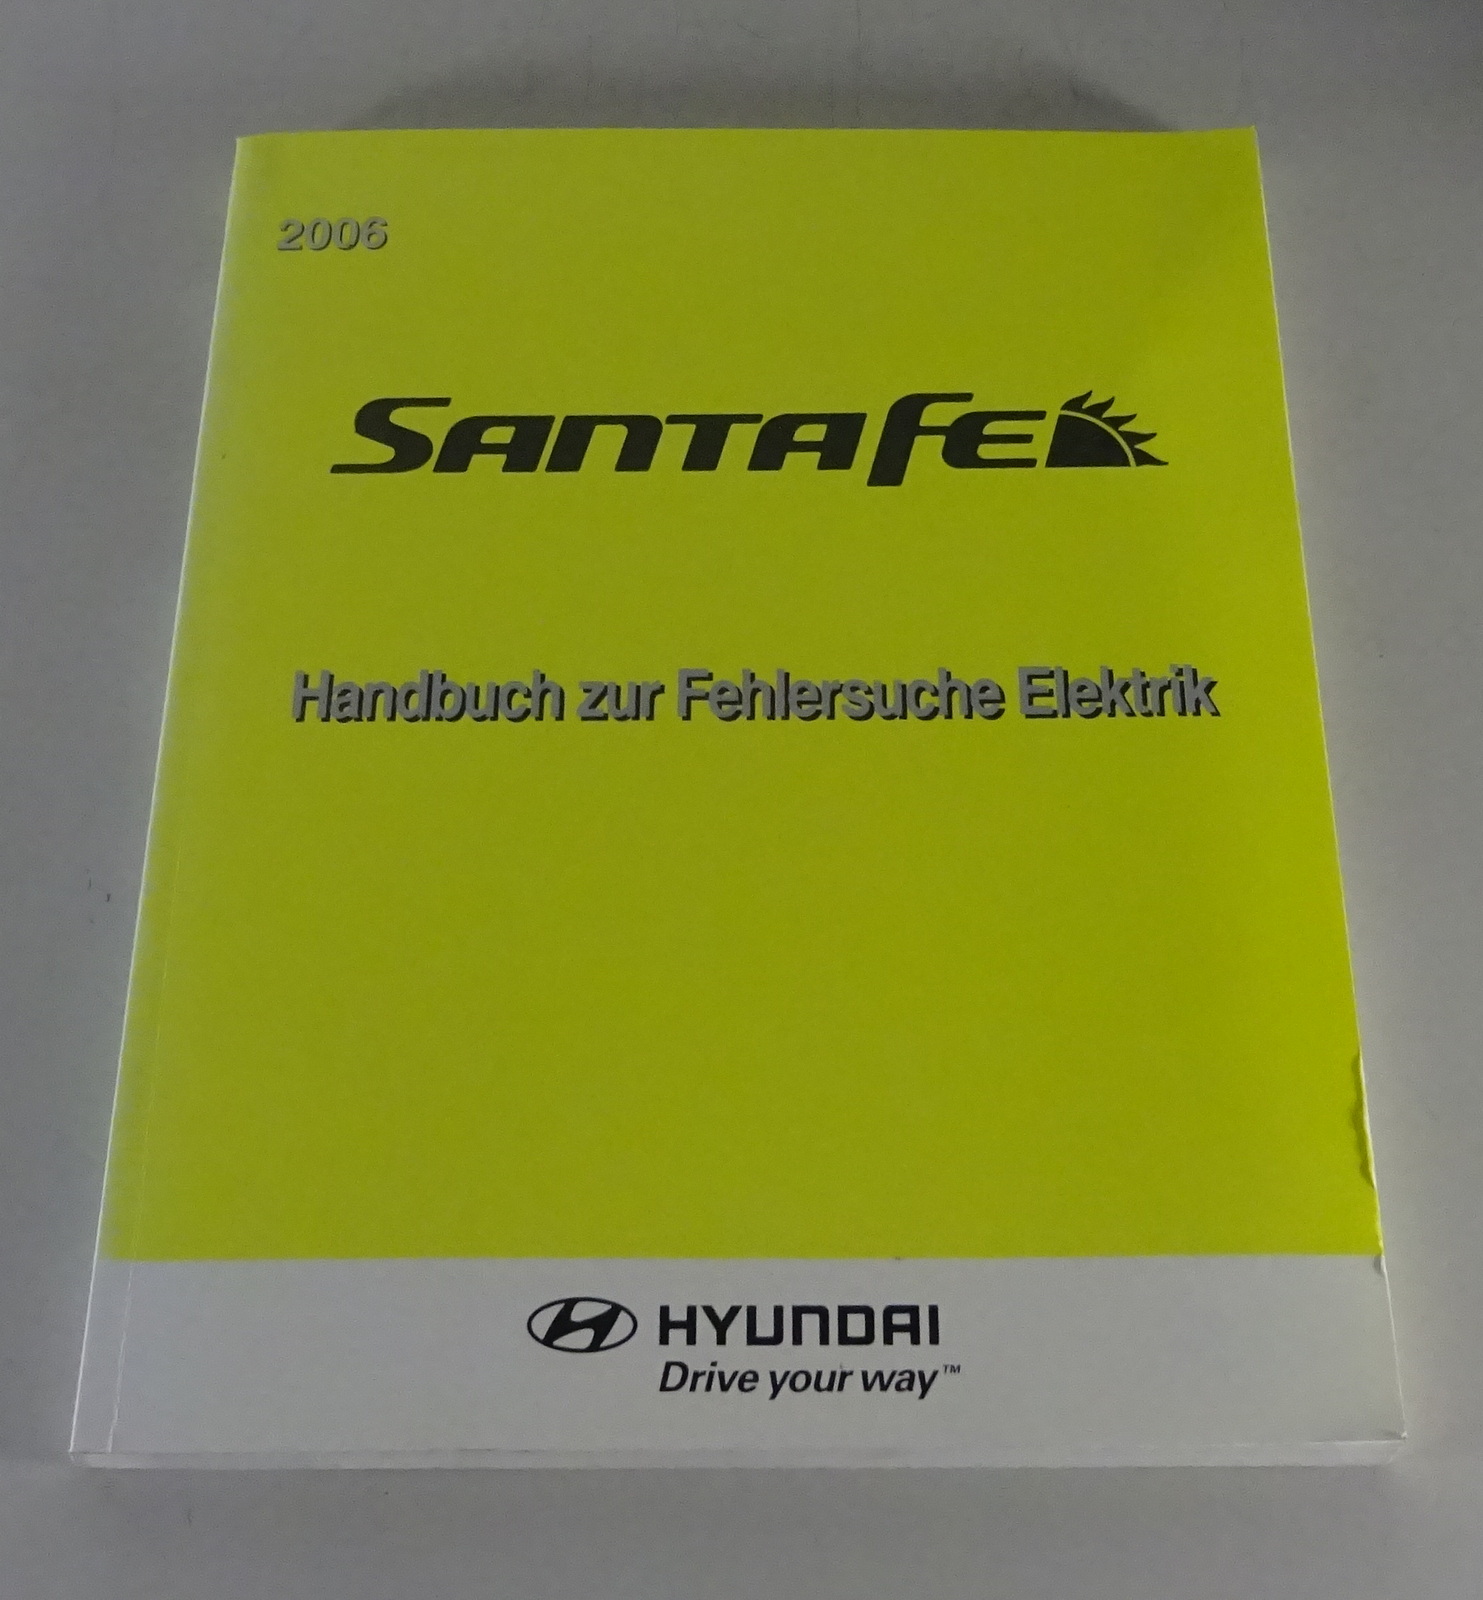 2006
SANTAFE
Handbuch zur Fehlersuche Elektrik
HYUNDAI
Drive your way™